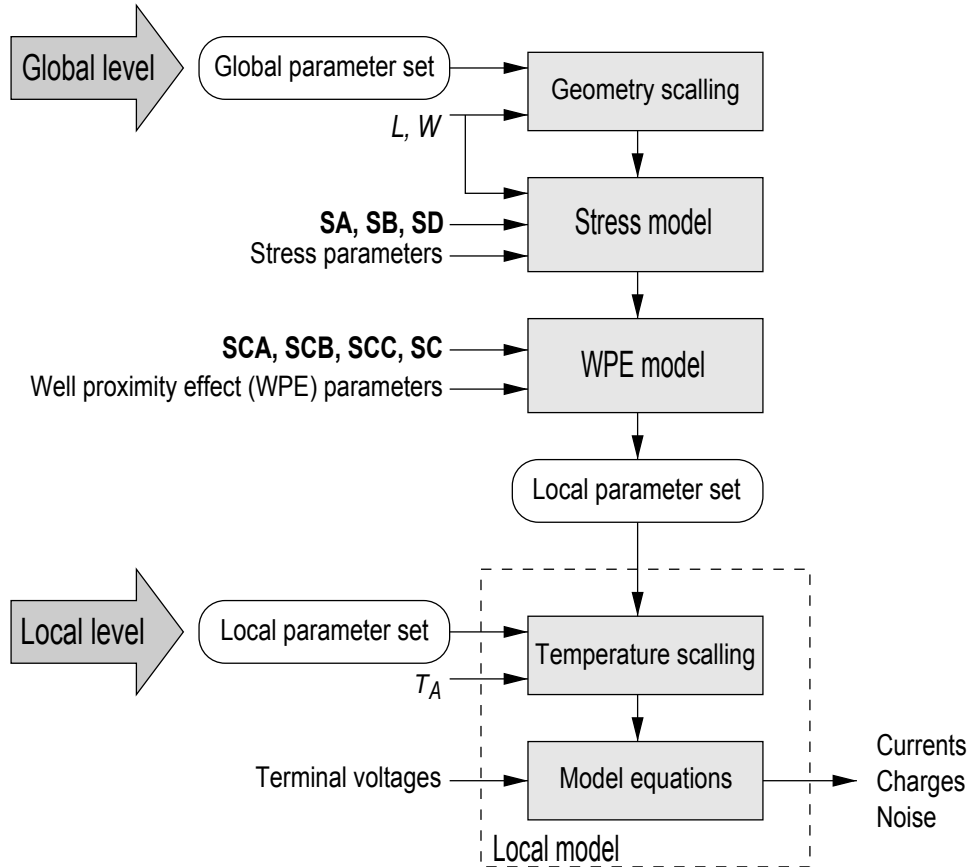 Global level
Global parameter set
Geometry scalling
L, W
Stress model
SA, SB, SD
Stress parameters
SCA, SCB, SCC, SC
WPE model
Well proximity effect (WPE) parameters
Local parameter set
Local level
Local parameter set
Temperature scalling
TA
Terminal voltages
Model equations
Currents
Charges
Noise
Local model